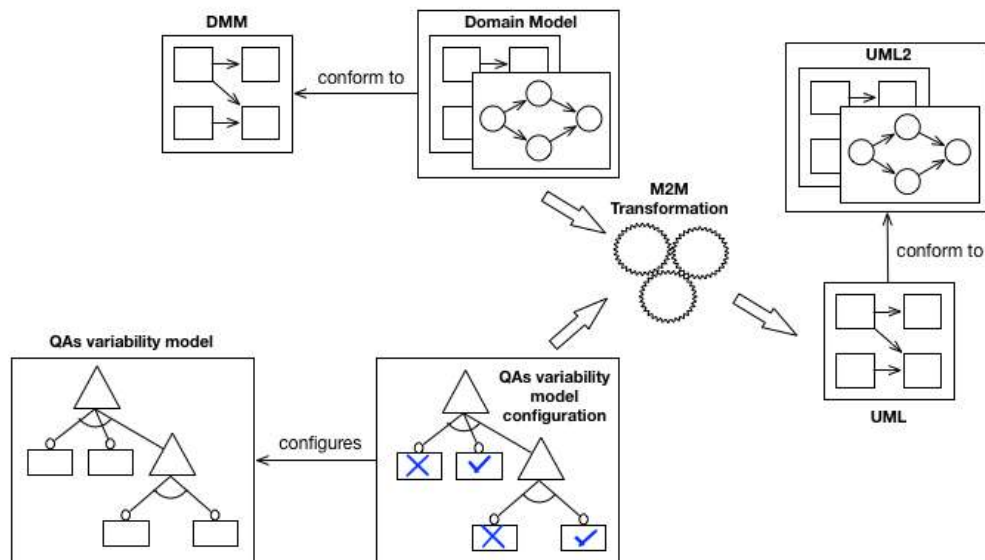 DMM
Domain Model
conform to
UML2
M2M
Transformation
conform to
UML
QAs variability model
configures
QAs variability
model
configuration